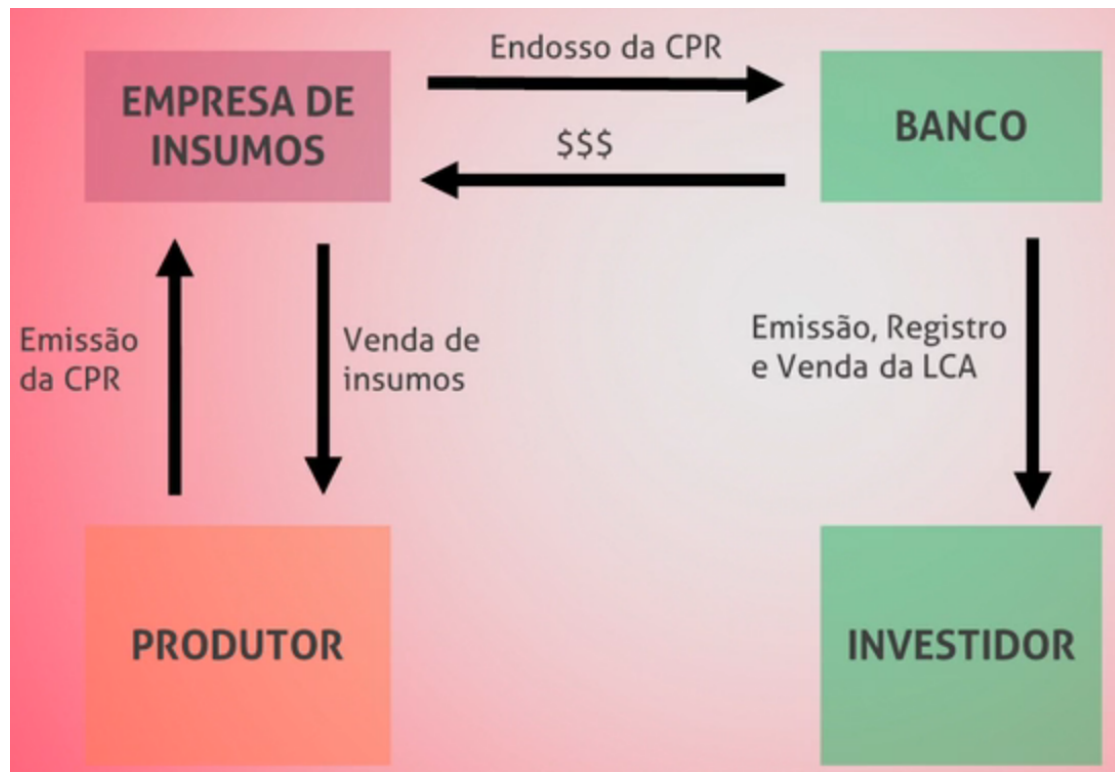 Endosso da CPR
EMPRESA DE
INSUMOS
BANCO
$$$
Emissão
da CPR
Venda de
insumos
Emissão, Registro
e Venda da LCA
PRODUTOR
INVESTIDOR